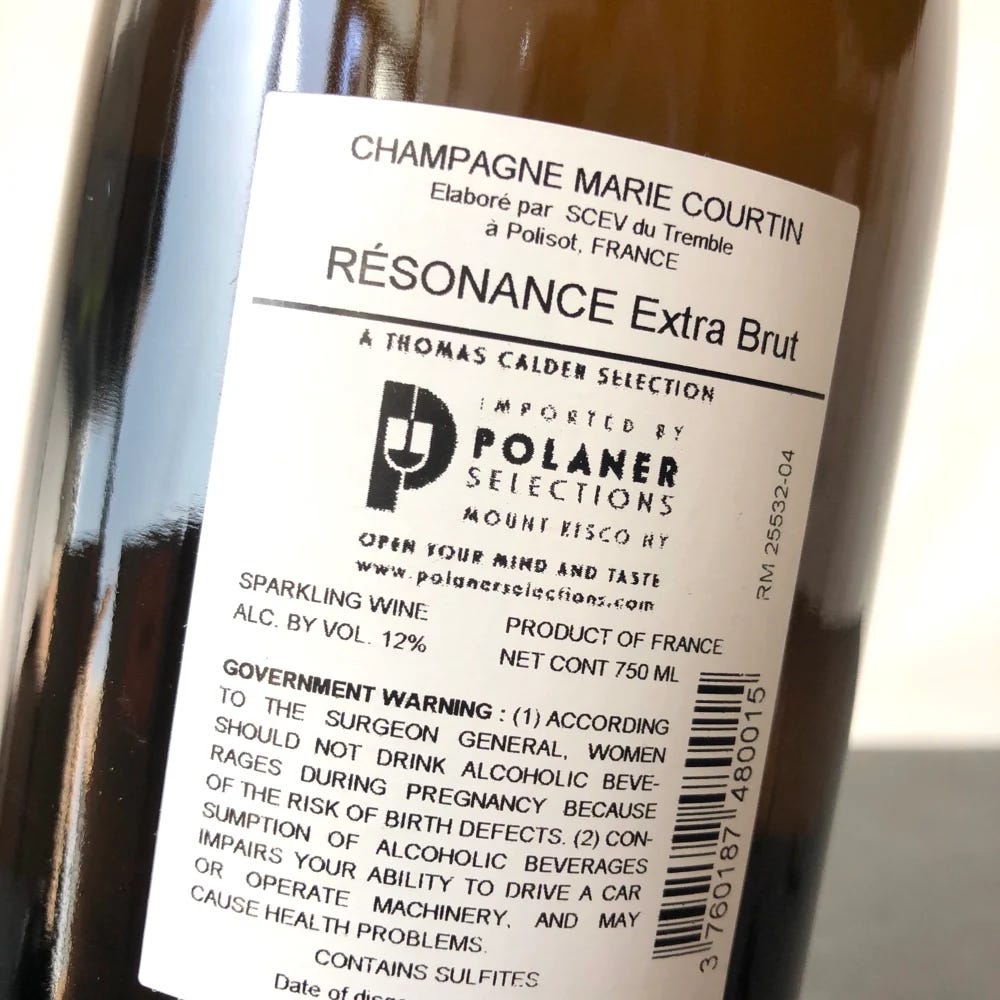 CHAMPAGNE MARIE COURTIN
Elaboré par SCEV du Tremble
à Polisot, FRANCE
RÉSONANCE Extra Brut
A THOMAS CALDER SELECTION
IMPORTED BY
POLANER
SELECTIONS
MOUNT KISCO NY
OPEN YOUR MIND AND TASTE
www.polanerselections.com
RM 25532-04
SPARKLING WINE
ALC. BY VOL. 12%
PRODUCT OF FRANCE
NET CONT 750 ML
GOVERNMENT WARNING : (1) ACCORDING
TO THE SURGEON GENERAL, WOMEN
SHOULD NOT DRINK ALCOHOLIC BEVE-
RAGES DURING PREGNANCY BECAUSE
OF THE RISK OF BIRTH DEFECTS. (2) CON-
SUMPTION OF ALCOHOLIC BEVERAGES
IMPAIRS YOUR ABILITY TO DRIVE A CAR
OR OPERATE MACHINERY, AND MAY
CAUSE HEALTH PROBLEMS.
CONTAINS SULFITES
Date of
3 760187 480015